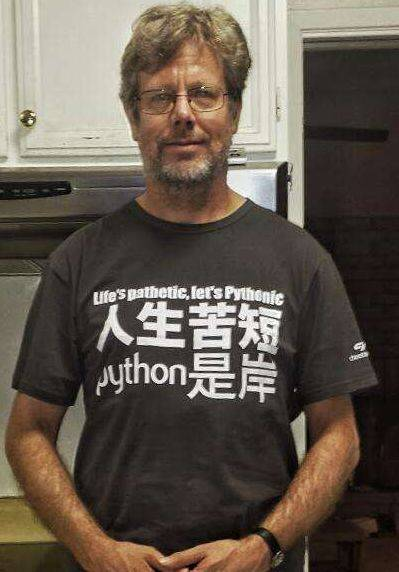 Life's pathetic, let's Pythonic
人生苦短
python是岸